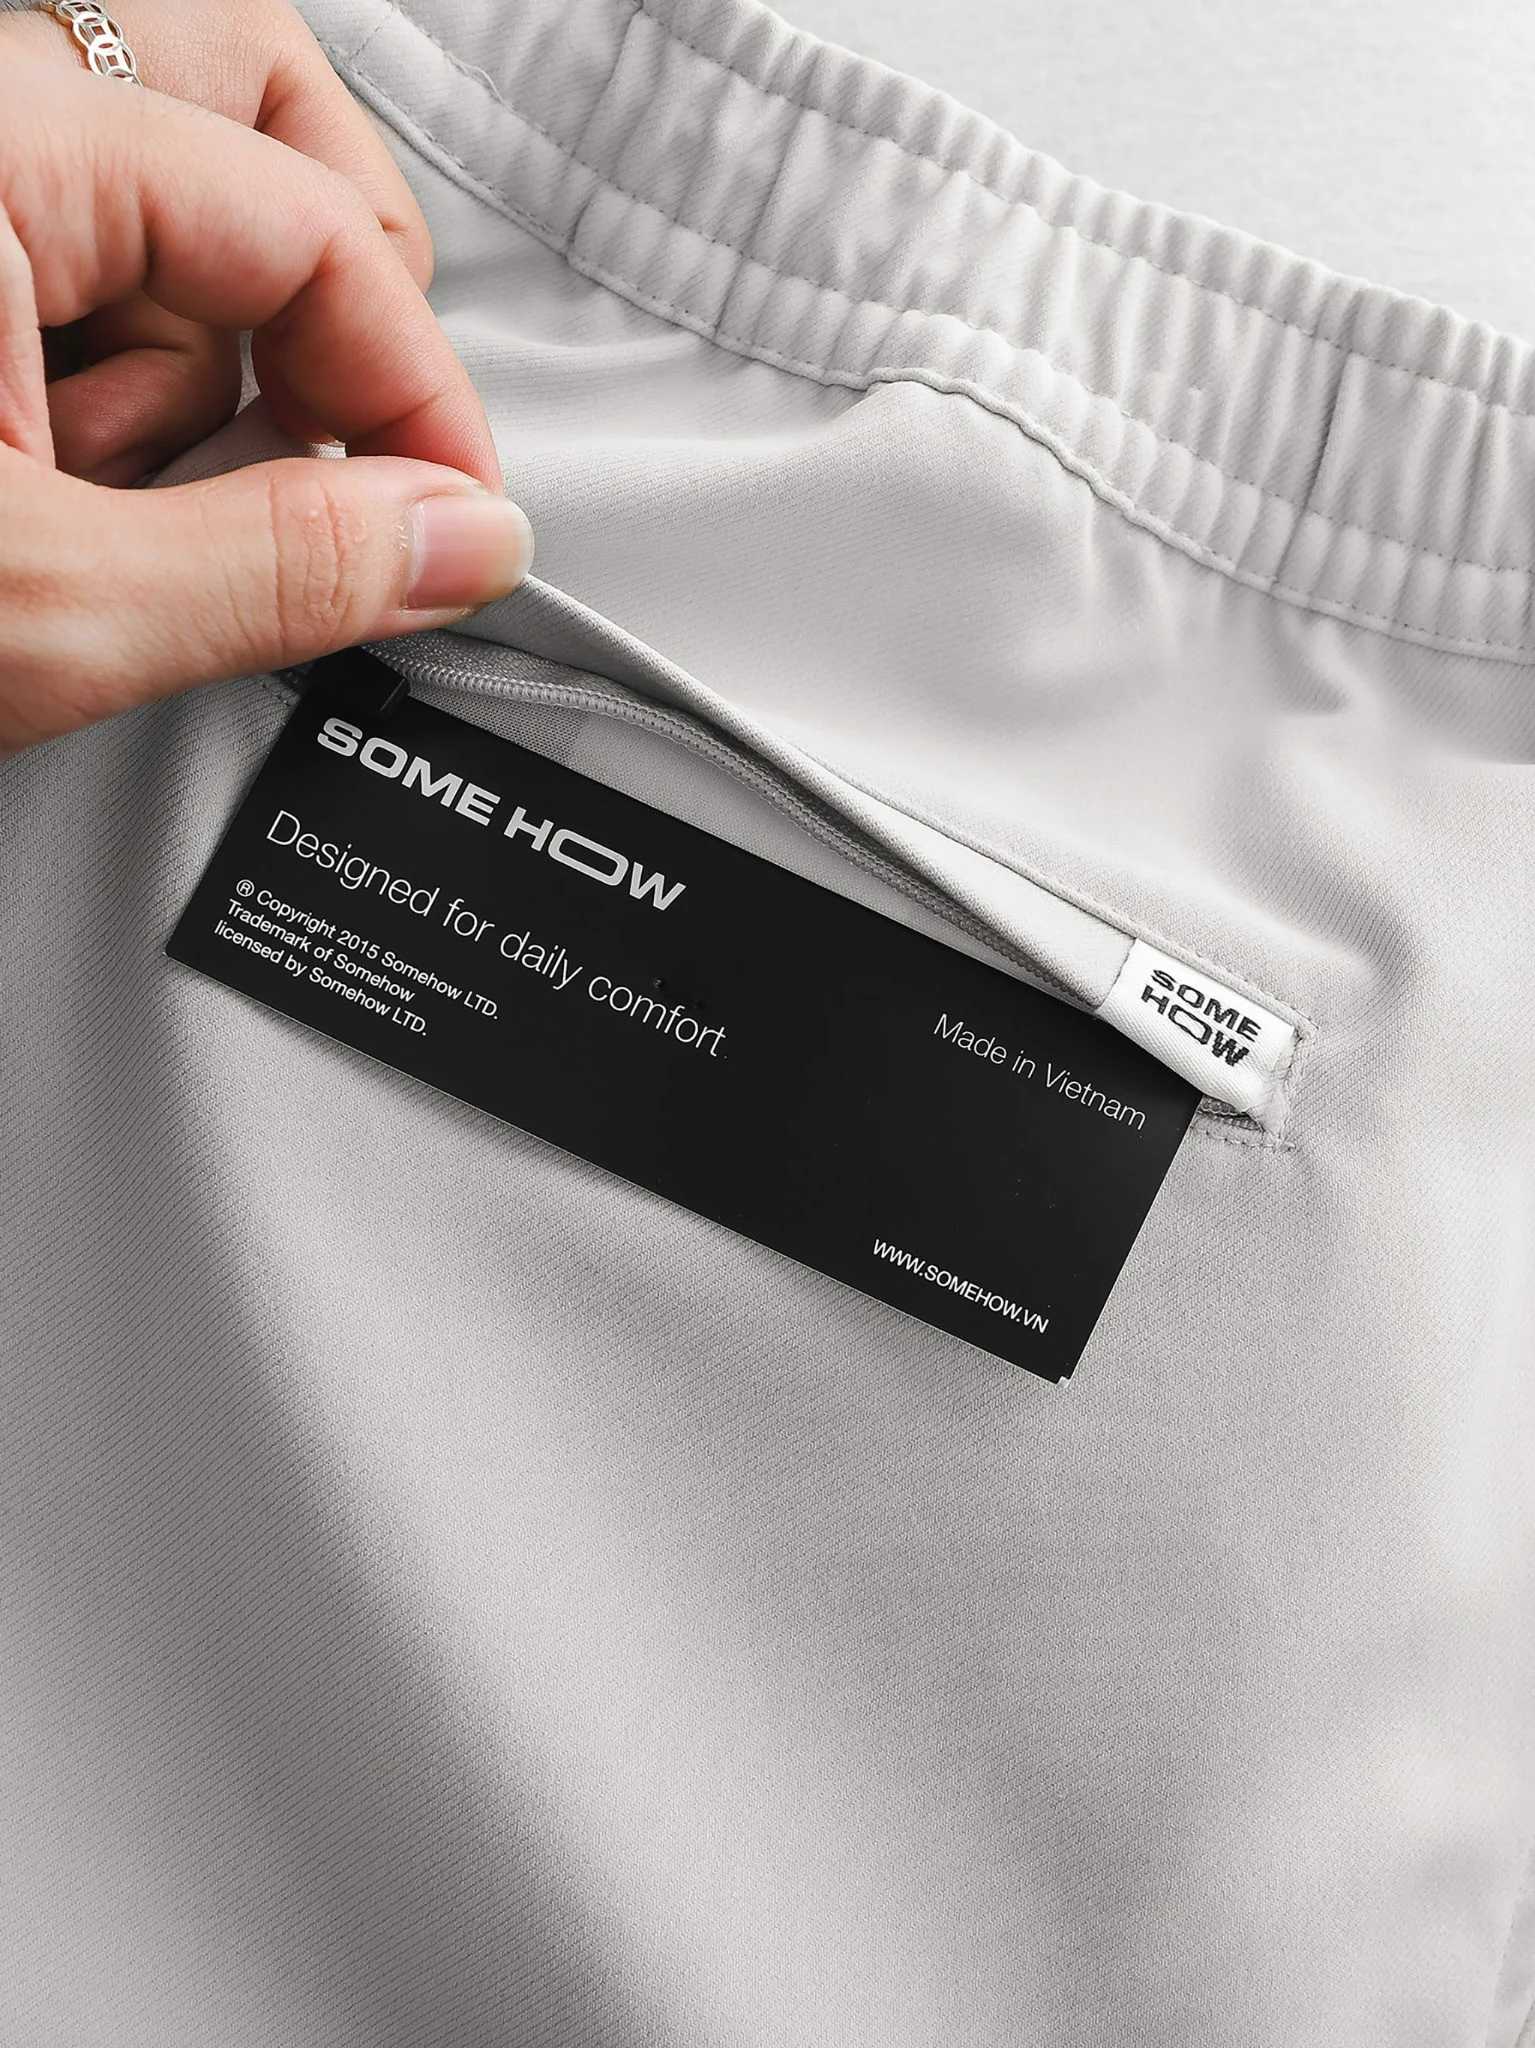 SOME HOW
Designed for daily comfort.
® Copyright 2015 Somehow LTD.
Trademark of Somehow
licensed by Somehow LTD.
Made in Vietnam
WWW.SOMEHOW.VN
SOME
HOW